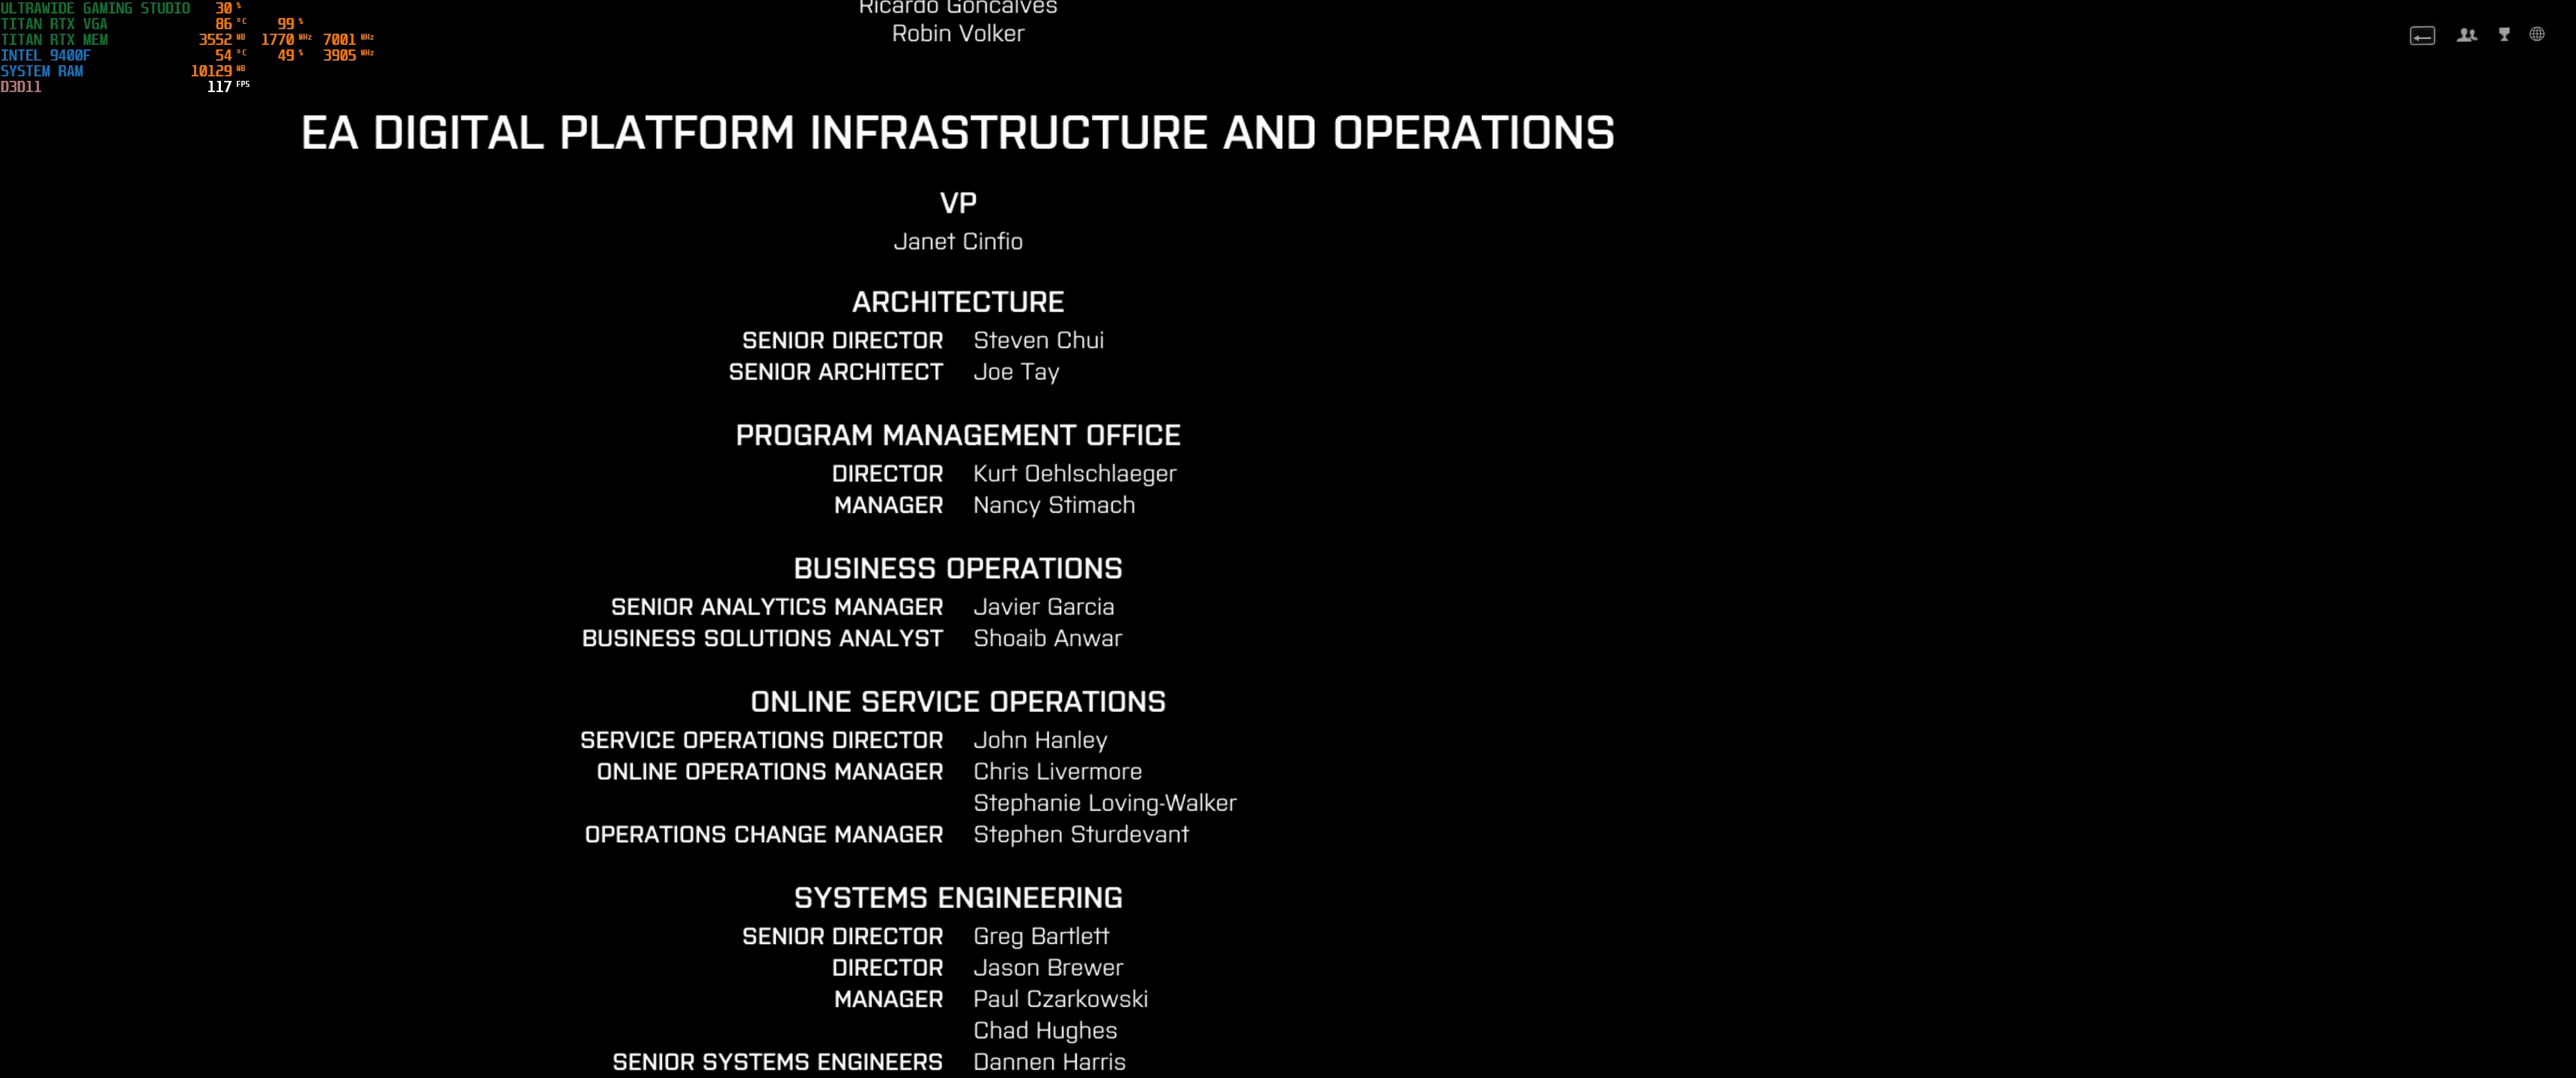 ULTRAWIDE GAMING STUDIO 30 %
TITAN RTX VGA 86 °C 99 %
TITAN RTX MEM 3552 MB 1770 MHz 7001 MHz
INTEL 9400F 54 °C 49 % 3905 MHz
SYSTEM RAM 10129 MB
D3D11 117 FPS
Ricardo Goncalves
Robin Volker
EA DIGITAL PLATFORM INFRASTRUCTURE AND OPERATIONS
VP
Janet Cinfio
ARCHITECTURE
SENIOR DIRECTOR Steven Chui
SENIOR ARCHITECT Joe Tay
PROGRAM MANAGEMENT OFFICE
DIRECTOR Kurt Oehlschlaeger
MANAGER Nancy Stimach
BUSINESS OPERATIONS
SENIOR ANALYTICS MANAGER Javier Garcia
BUSINESS SOLUTIONS ANALYST Shoaib Anwar
ONLINE SERVICE OPERATIONS
SERVICE OPERATIONS DIRECTOR John Hanley
ONLINE OPERATIONS MANAGER Chris Livermore
Stephanie Loving-Walker
OPERATIONS CHANGE MANAGER Stephen Sturdevant
SYSTEMS ENGINEERING
SENIOR DIRECTOR Greg Bartlett
DIRECTOR Jason Brewer
MANAGER Paul Czarkowski
Chad Hughes
SENIOR SYSTEMS ENGINEERS Dannen Harris